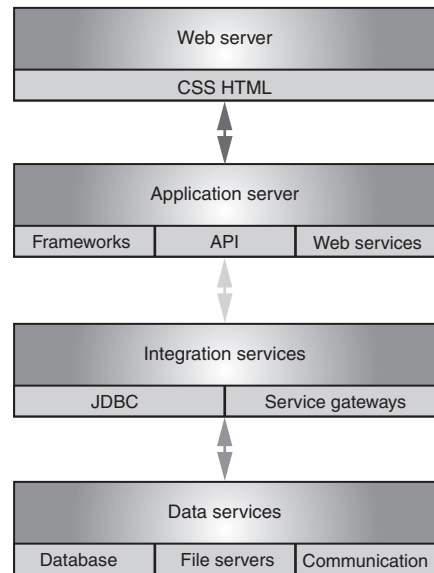 Web server
CSS HTML
Application server
Frameworks API Web services
Integration services
JDBC Service gateways
Data services
Database File servers Communication